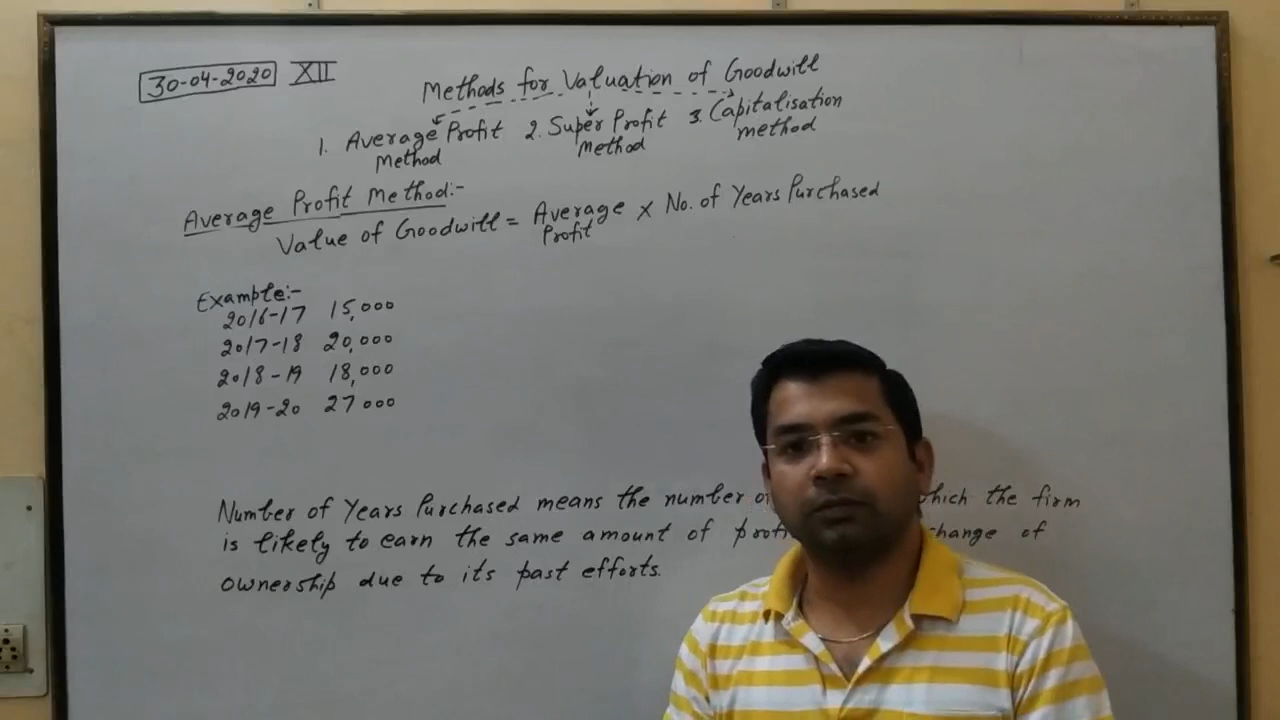 30-04-2020 XII
Methods for Valuation of Goodwill
1. Average Profit Method 2. Super Profit Method 3. Capitalisation method
Average Profit Method:-
Value of Goodwill = Average Profit × No. of Years Purchased
Example:-
2016-17 15,000
2017-18 20,000
2018-19 18,000
2019-20 27000
Number of Years Purchased means the number which the firm
is likely to earn the same amount of change of
ownership due to its past efforts.